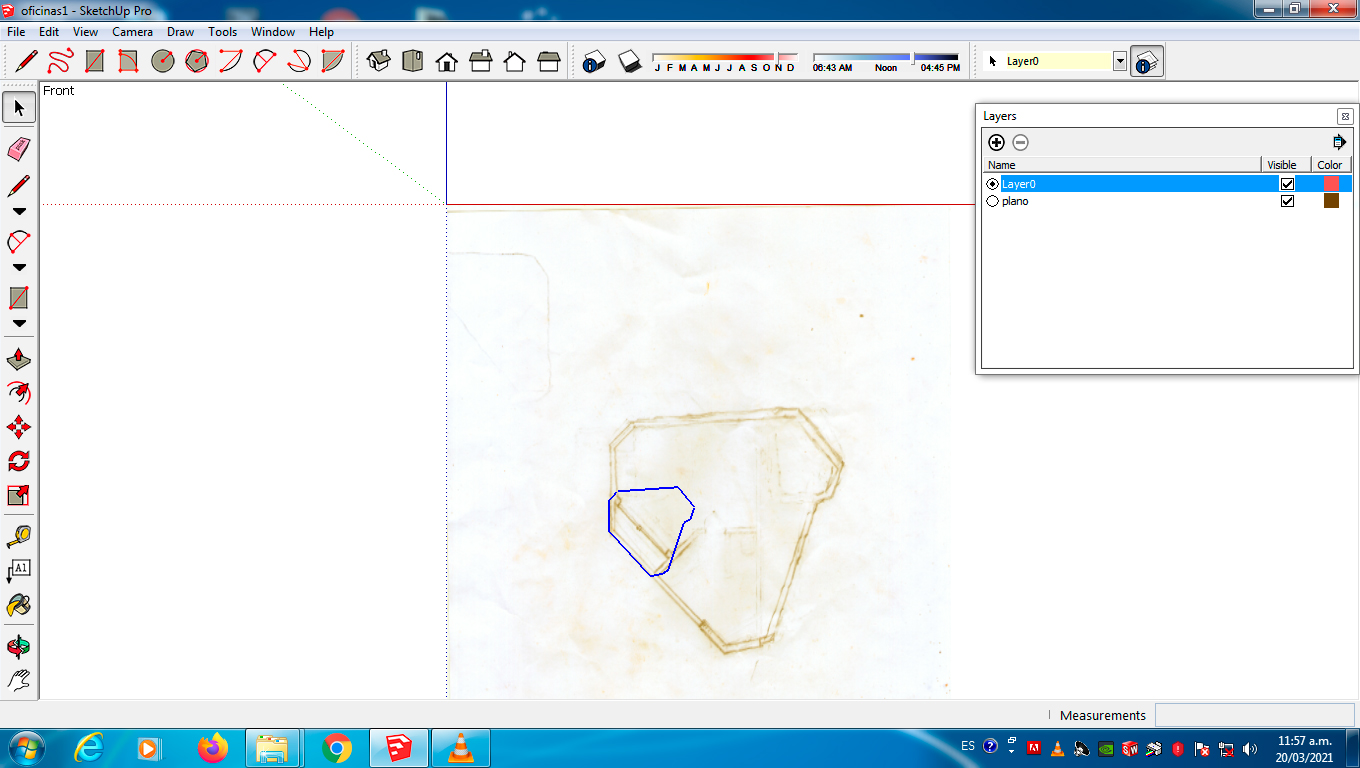 oficinas1 - SketchUp Pro
File Edit View Camera Draw Tools Window Help
J F M A M J J A S O N D
06:43 AM Noon 04:45 PM
Layer0
Front
Layers
Name Visible Color
Layer0
plano
A1
Measurements
ES
11:57 a.m.
20/03/2021